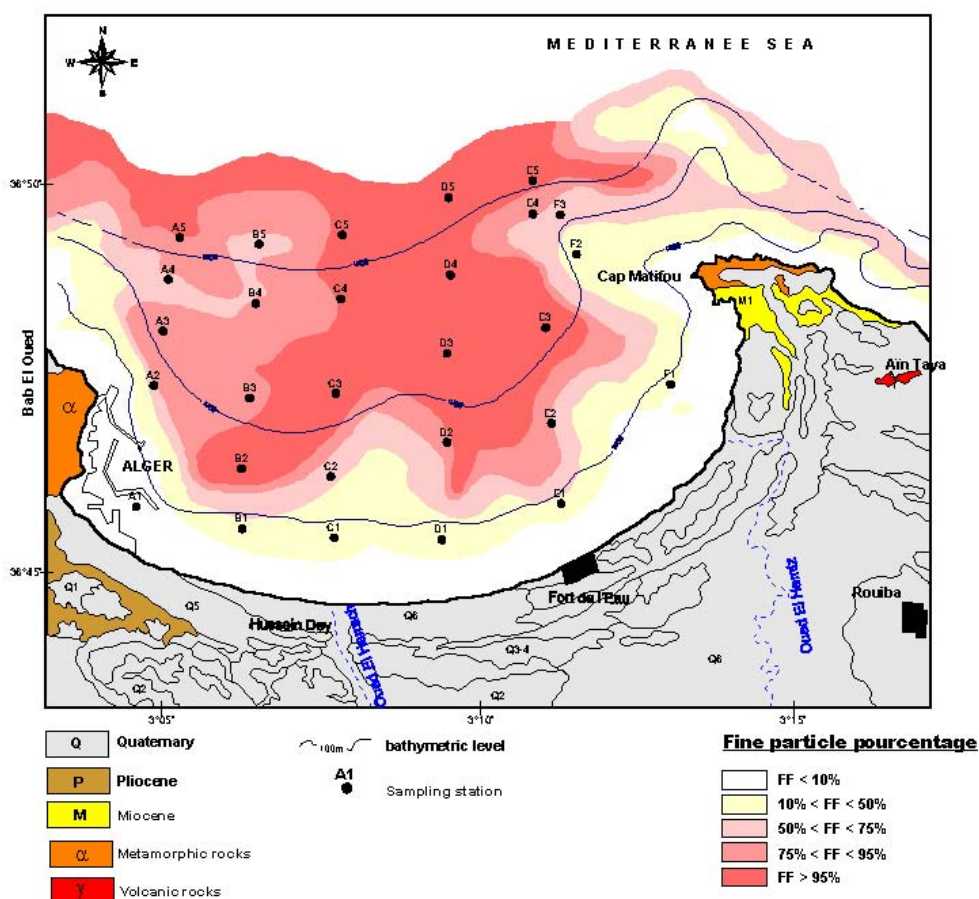 MEDITERRANEE SEA
N
W E
S
36°50'
E5
D5
E4 F3
A5 B5 C5
F2
A4 D4
Cap Matifou
B4 C4
M1
A3 E3
D3
Aïn Taya
A2 B3 C3 F1
Bab El Oued
α
E2
D2
ALGER
B2 C2
A1 E1
B1 C1 D1
36°45'
Fort de l'Eau
Q1
Q5
Rouiba
Hussein Dey
Q6
Oued El Harrach
Oued El Hamiz
Q3-4
Q6
Q2
Q2
3°05' 3°10' 3°15'
Q Quaternary
P Pliocene
M Miocene
α Metamorphic rocks
γ Volcanic rocks
100m bathymetric level
A1
Sampling station
Fine particle pourcentage
FF < 10%
10% < FF < 50%
50% < FF < 75%
75% < FF < 95%
FF > 95%